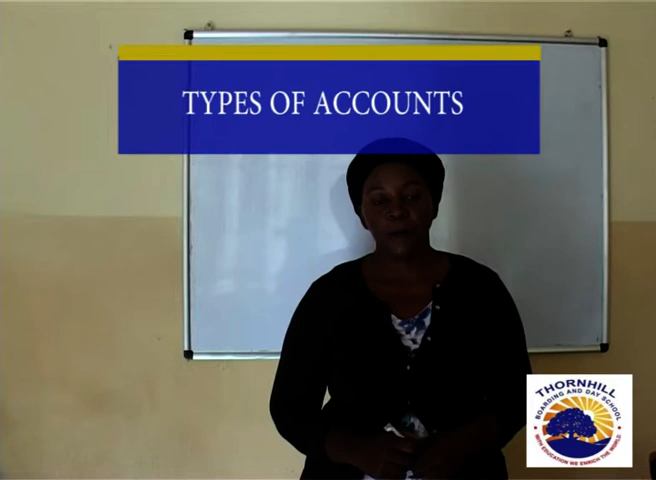 TYPES OF ACCOUNTS
THORNHILL
BOARDING AND DAY SCHOOL
WITH EDUCATION WE ENRICH THE WORLD